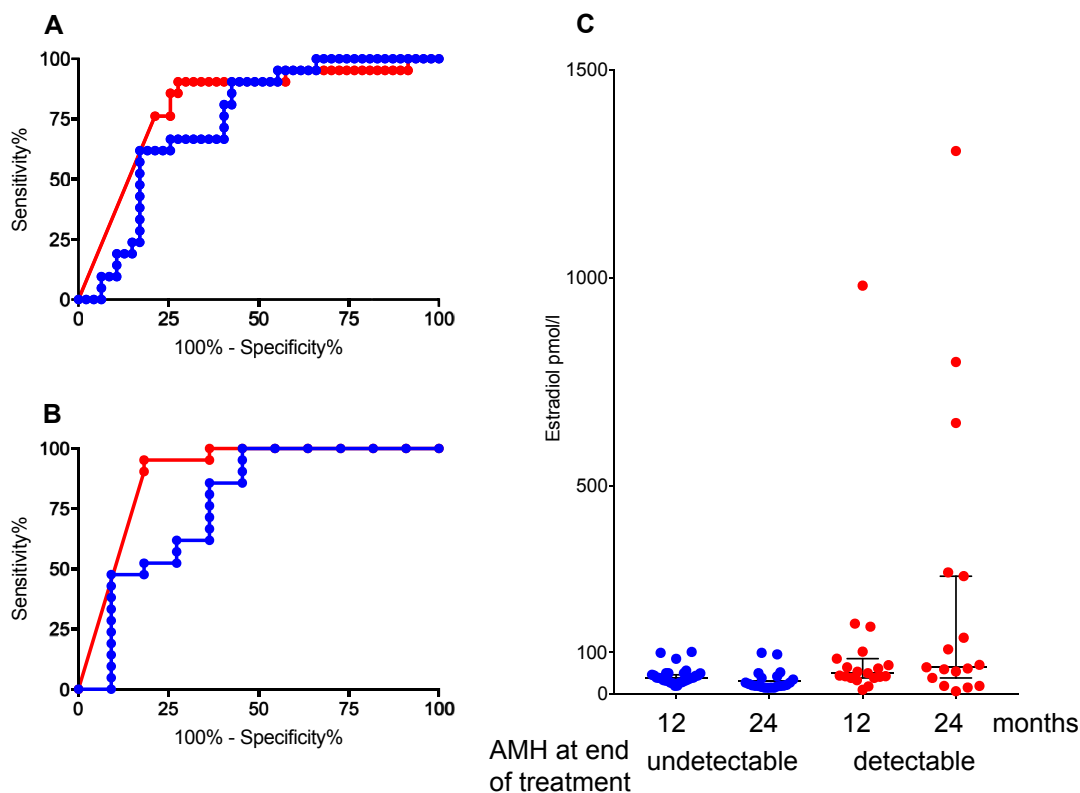 A
100
75
50
25
0
Sensitivity%
0 25 50 75 100
100% - Specificity%
B
100
75
50
25
0
Sensitivity%
0 25 50 75 100
100% - Specificity%
C
1500
1000
500
100
0
Estradiol pmol/l
12 24 12 24 months
AMH at end
of treatment
undetectable detectable